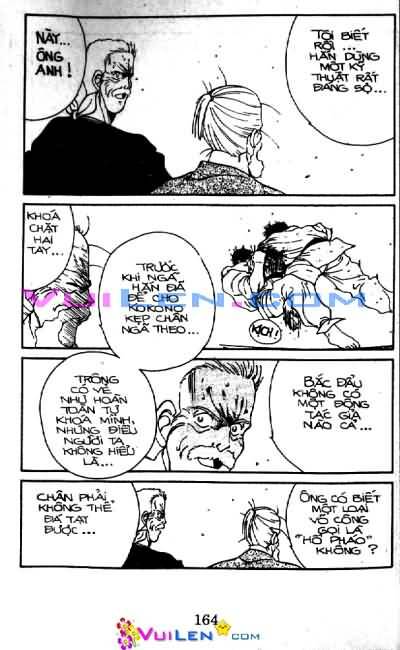 NÀY...
ÔNG
ANH!
TÔI BIẾT
RỒI...
HẮN DÙNG
MỘT KỸ
THUẬT RẤT
ĐÁNG SỢ...
KHÓA
CHẶT
HAI
TAY...
TRƯỚC
KHI NGÃ
HẮN ĐÃ
ĐỂ CHO
KOKONO
KẸP CHÂN
NGÃ THEO...
KỊCH!
VUILEN.COM
TRÔNG
CÓ VẺ
NHƯ HOÀN
TOÀN TỰ
KHÓA MÌNH,
NHƯNG ĐIỀU
NGƯỜI TA
KHÔNG HIỂU
LÀ...
BẮC ĐẨU
KHÔNG CÓ
MỘT ĐỘNG
TÁC GIẢ
NÀO CẢ...
CHÂN PHẢI
KHÔNG THỂ
ĐÁ TAY
ĐƯỢC...
ÔNG CÓ BIẾT
MỘT LOẠI
VÕ CÔNG
GỌI LÀ
"HỔ PHÁO"
KHÔNG?
164
VUILEN.COM